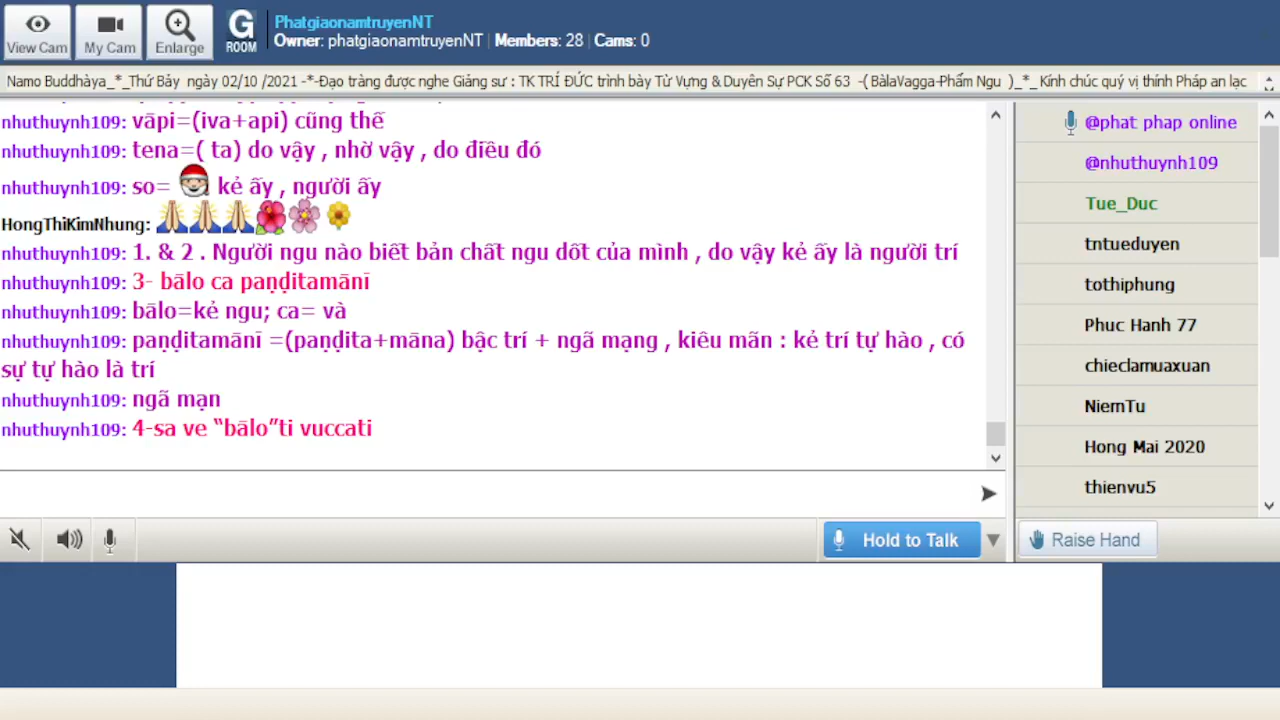 View Cam
My Cam
Enlarge
G
ROOM
PhatgiaonamtruyenNT
Owner: phatgiaonamtruyenNT | Members: 28 | Cams: 0
Namo Buddhàya_*_Thứ Bảy ngày 02/10 /2021 -*-Đạo tràng được nghe Giảng sư : TK TRÍ ĐỨC trình bày Từ Vựng & Duyên Sự PCK Số 63 -( BàlaVagga-Phẩm Ngu )_*_ Kính chúc quý vị thính Pháp an lạc
nhuthuynh109: vāpi=(iva+api) cũng thế
nhuthuynh109: tena=( ta) do vậy , nhờ vậy , do điều đó
nhuthuynh109: so= kẻ ấy , người ấy
HongThiKimNhung:
nhuthuynh109: 1. & 2 . Người ngu nào biết bản chất ngu dốt của mình , do vậy kẻ ấy là người trí
nhuthuynh109: 3- bālo ca paṇḍitamānī
nhuthuynh109: bālo=kẻ ngu; ca= và
nhuthuynh109: paṇḍitamānī =(paṇḍita+māna) bậc trí + ngã mạng , kiêu mãn : kẻ trí tự hào , có
sự tự hào là trí
nhuthuynh109: ngã mạn
nhuthuynh109: 4-sa ve “bālo”ti vuccati
@phat phap online
@nhuthuynh109
Tue_Duc
tntueduyen
tothiphung
Phuc Hanh 77
chieclamuaxuan
NiemTu
Hong Mai 2020
thienvu5
Hold to Talk
Raise Hand